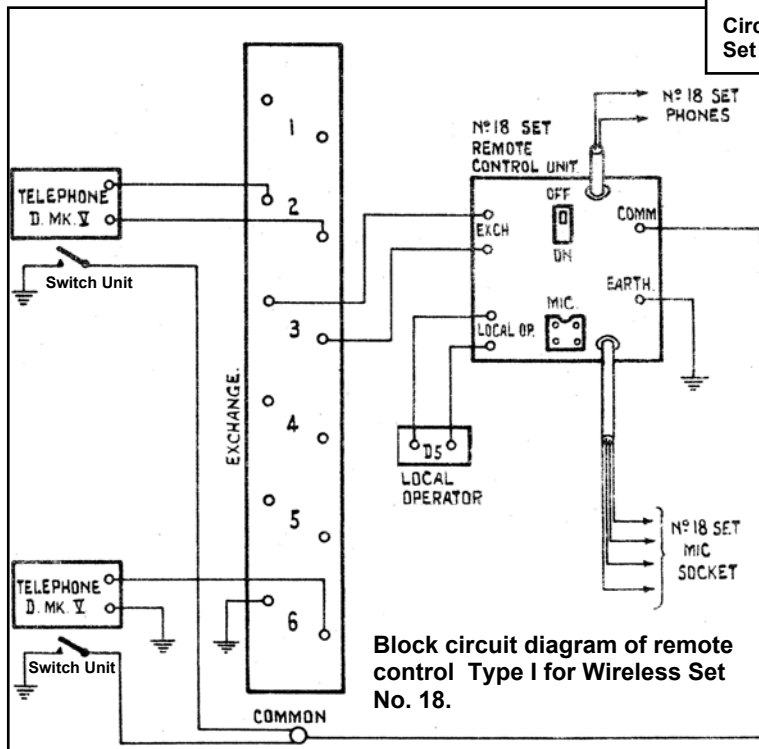 Circ
Set
Nº 18 SET
PHONES
Nº 18 SET
REMOTE
CONTROL UNIT.
OFF
ON
EXCH
COMM
EARTH.
MIC.
LOCAL OP.
TELEPHONE
D. MK. V
Switch Unit
EXCHANGE.
1
2
3
4
5
6
D5
LOCAL
OPERATOR
Nº 18 SET
MIC
SOCKET
TELEPHONE
D. MK. V
Switch Unit
COMMON
Block circuit diagram of remote
control Type I for Wireless Set
No. 18.